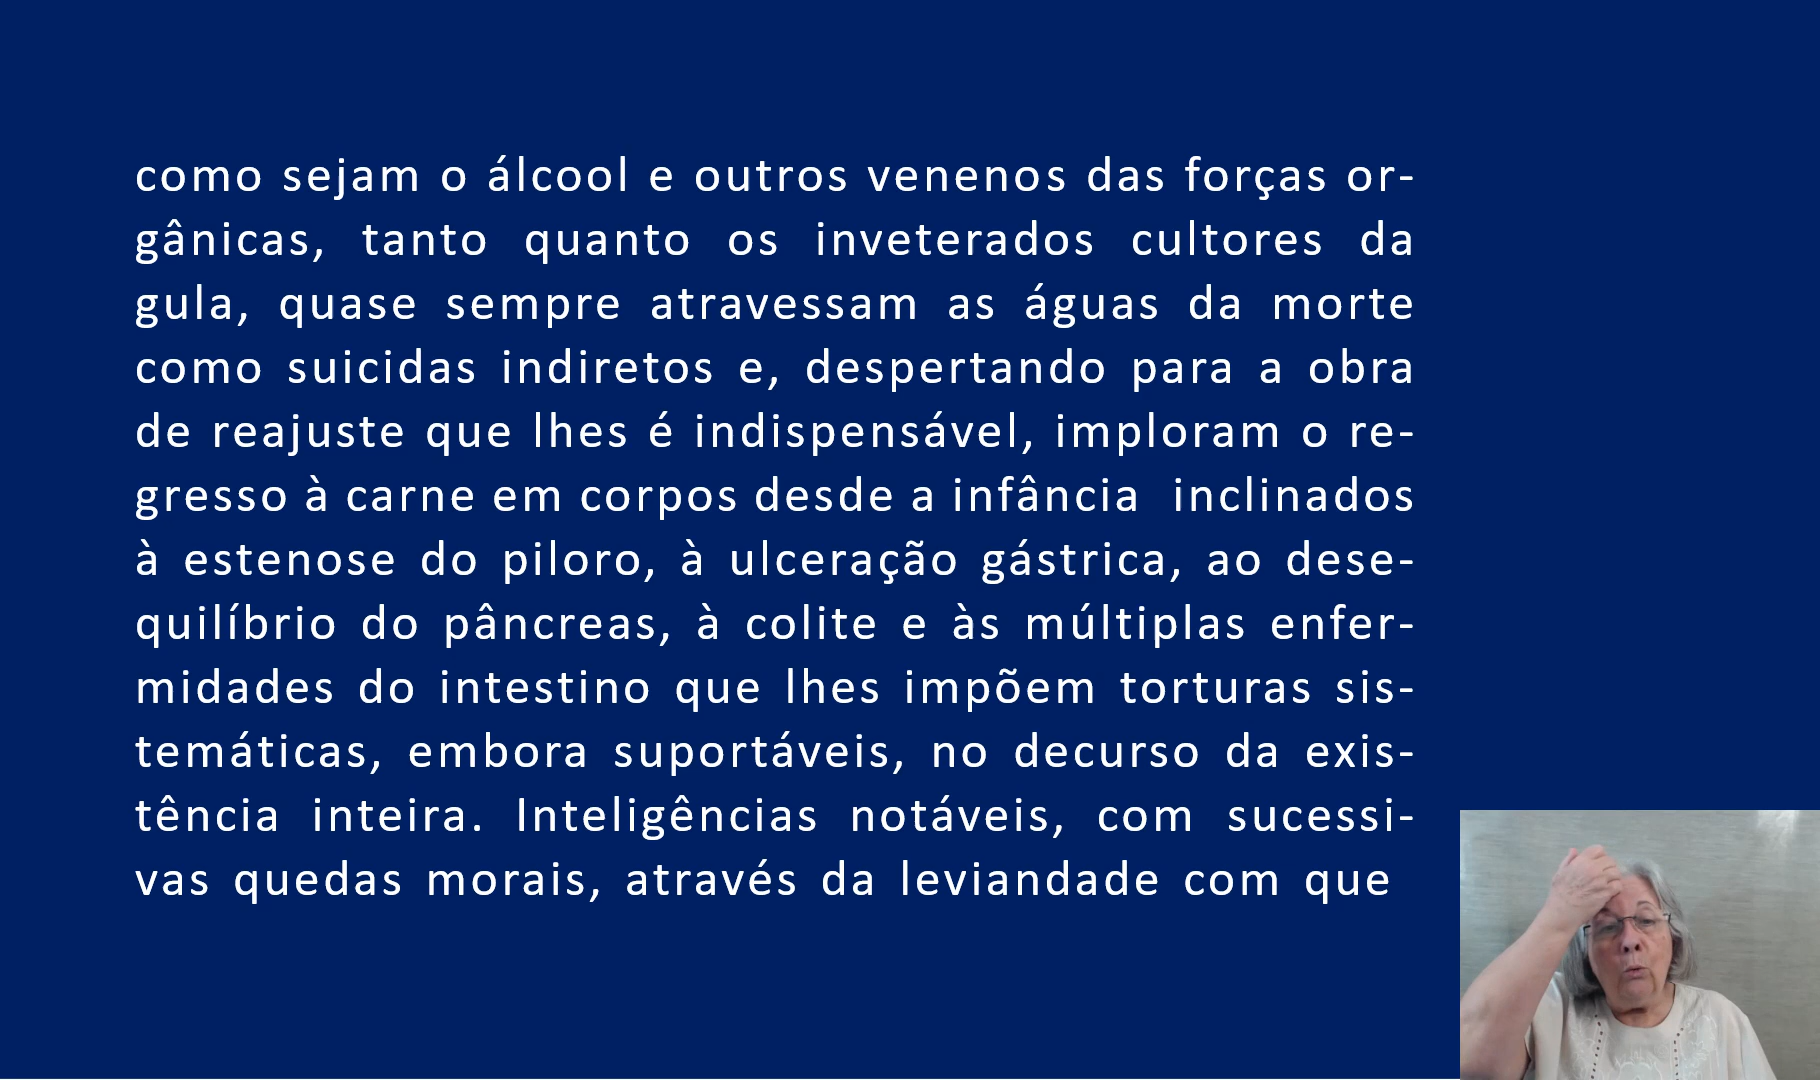 como sejam o álcool e outros venenos das forças or-
gânicas, tanto quanto os inveterados cultores da
gula, quase sempre atravessam as águas da morte
como suicidas indiretos e, despertando para a obra
de reajuste que lhes é indispensável, imploram o re-
gresso à carne em corpos desde a infância inclinados
à estenose do piloro, à ulceração gástrica, ao dese-
quilíbrio do pâncreas, à colite e às múltiplas enfer-
midades do intestino que lhes impõem torturas sis-
temáticas, embora suportáveis, no decurso da exis-
tência inteira. Inteligências notáveis, com sucessi-
vas quedas morais, através da leviandade com que